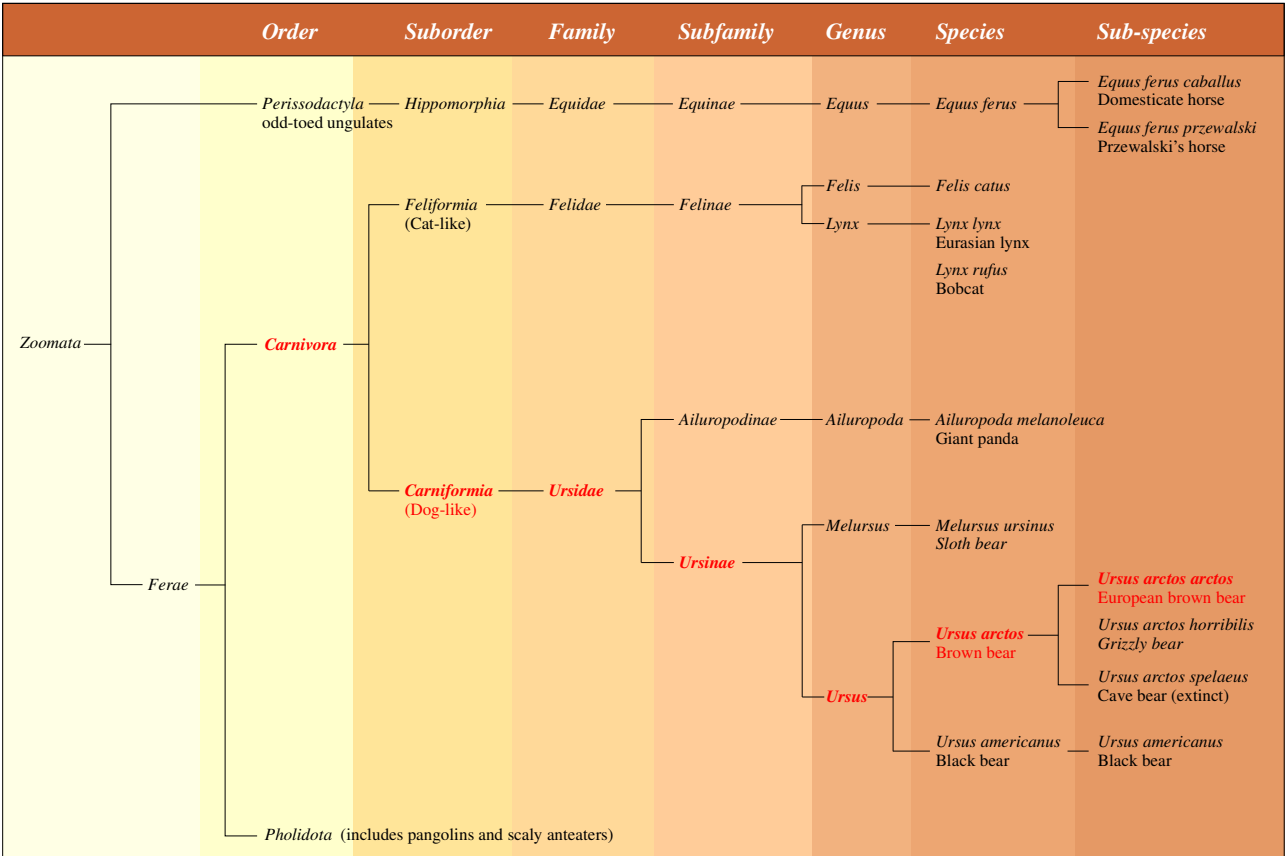 Order Suborder Family Subfamily Genus Species Sub-species
Equus ferus caballus
Perissodactyla Hippomorphia Equidae Equinae Equus Equus ferus
Domesticate horse
odd-toed ungulates
Equus ferus przewalski
Przewalski's horse
Felis Felis catus
Feliformia Felidae Felinae
(Cat-like)
Lynx Lynx lynx
Eurasian lynx
Lynx rufus
Bobcat
Zoomata Carnivora
Ailuropodinae Ailuropoda Ailuropoda melanoleuca
Giant panda
Carniformia Ursidae
(Dog-like)
Melursus Melursus ursinus
Sloth bear
Ursinae
Ferae
Ursus arctos arctos
European brown bear
Ursus arctos horribilis
Ursus arctos
Grizzly bear
Brown bear
Ursus arctos spelaeus
Ursus
Cave bear (extinct)
Ursus americanus Ursus americanus
Black bear Black bear
Pholidota (includes pangolins and scaly anteaters)